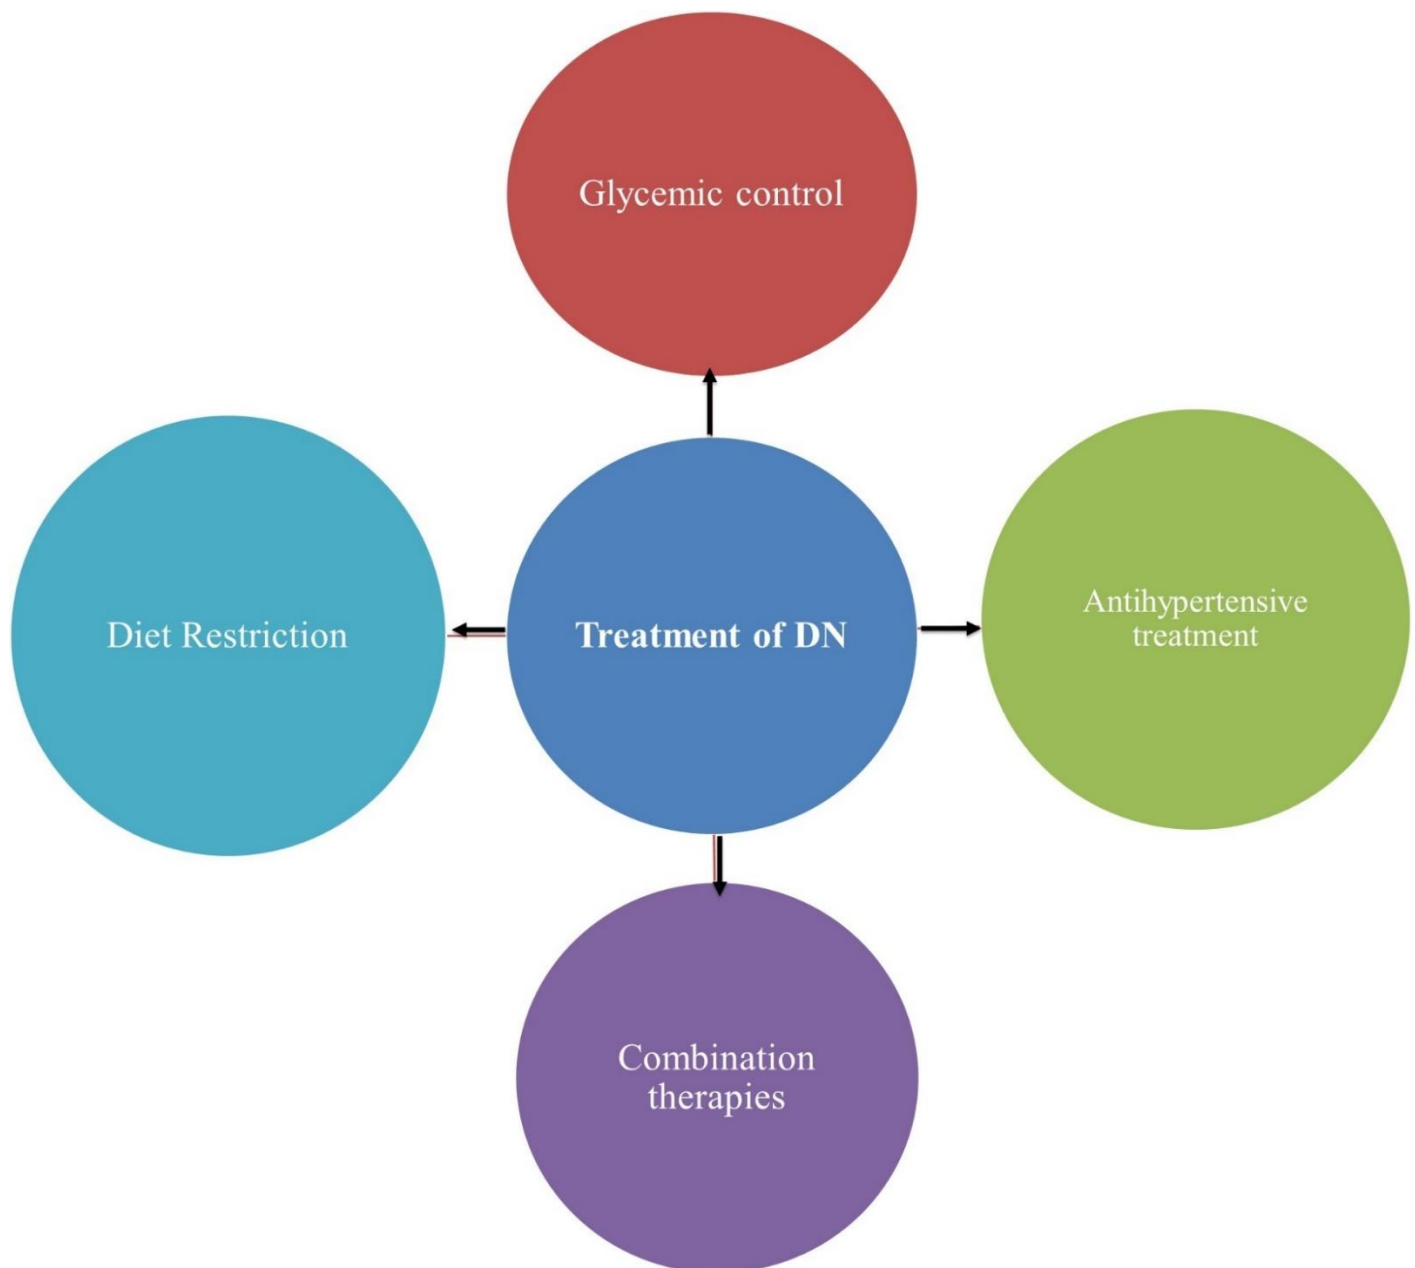 Glycemic control
Diet Restriction
Treatment of DN
Antihypertensive
treatment
Combination
therapies